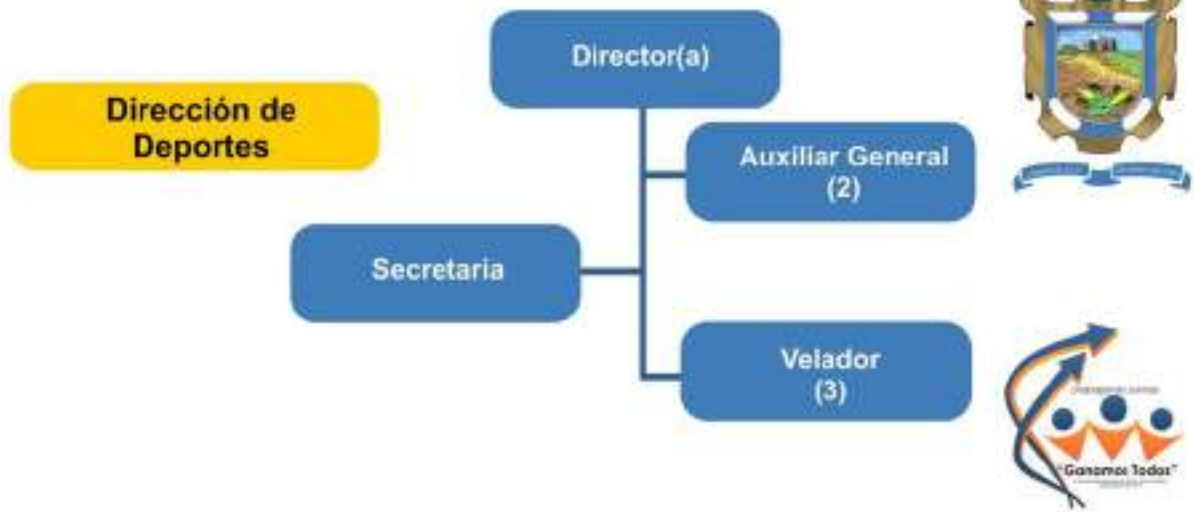 Director(a)
Dirección de
Deportes
Auxiliar General
(2)
Secretaria
Velador
(3)
"Ganamos Todos"